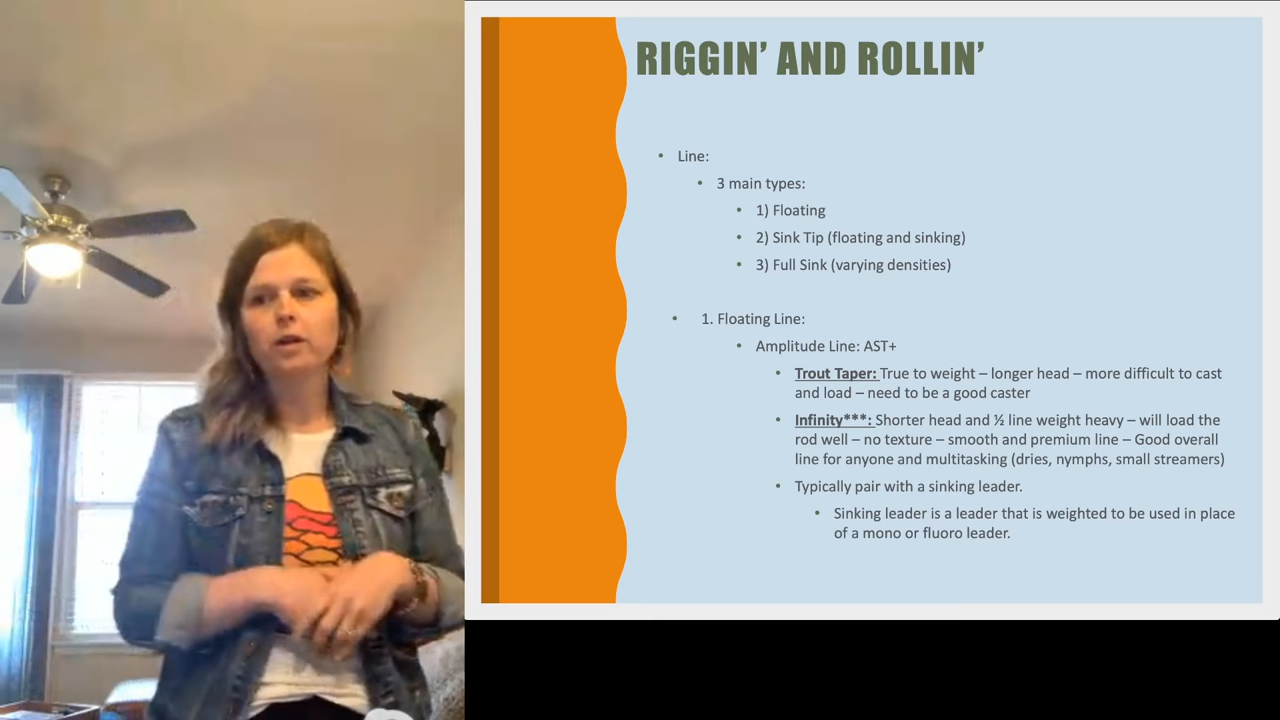 RIGGIN’ AND ROLLIN’
• Line:
• 3 main types:
• 1) Floating
• 2) Sink Tip (floating and sinking)
• 3) Full Sink (varying densities)
• 1. Floating Line:
• Amplitude Line: AST+
• Trout Taper: True to weight – longer head – more difficult to cast
and load – need to be a good caster
• Infinity***: Shorter head and ½ line weight heavy – will load the
rod well – no texture – smooth and premium line – Good overall
line for anyone and multitasking (dries, nymphs, small streamers)
• Typically pair with a sinking leader.
• Sinking leader is a leader that is weighted to be used in place
of a mono or fluoro leader.